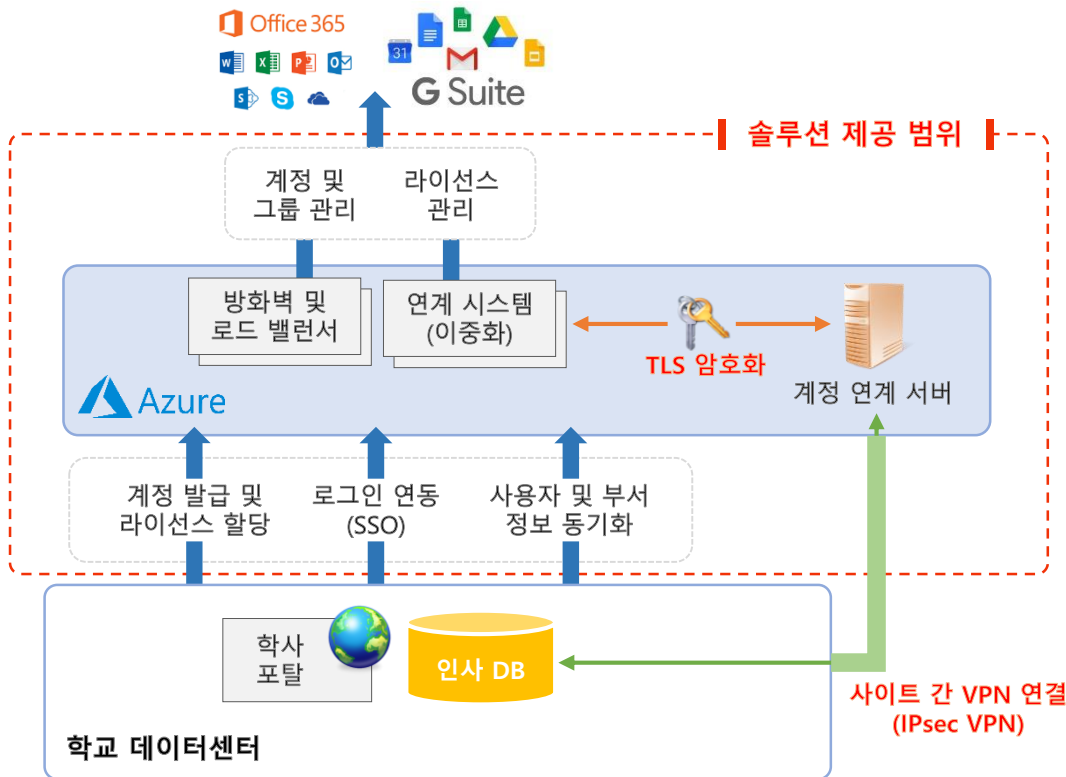 Office 365
31
G Suite
W
X
P
O
S
S
솔루션 제공 범위
계정 및
그룹 관리
라이선스
관리
방화벽 및
로드 밸런서
연계 시스템
(이중화)
TLS 암호화
계정 연계 서버
Azure
계정 발급 및
라이선스 할당
로그인 연동
(SSO)
사용자 및 부서
정보 동기화
학사
포탈
인사 DB
사이트 간 VPN 연결
(IPsec VPN)
학교 데이터센터